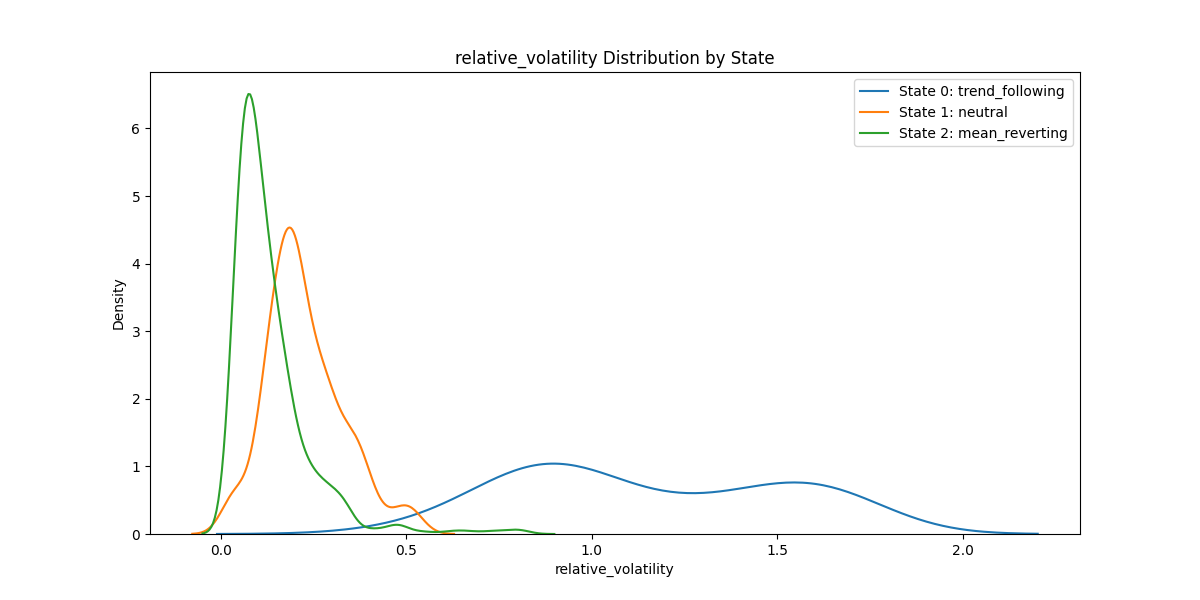 relative_volatility Distribution by State
State 0: trend_following
State 1: neutral
State 2: mean_reverting
Density
6
5
4
3
2
1
0
0.0 0.5 1.0 1.5 2.0
relative_volatility